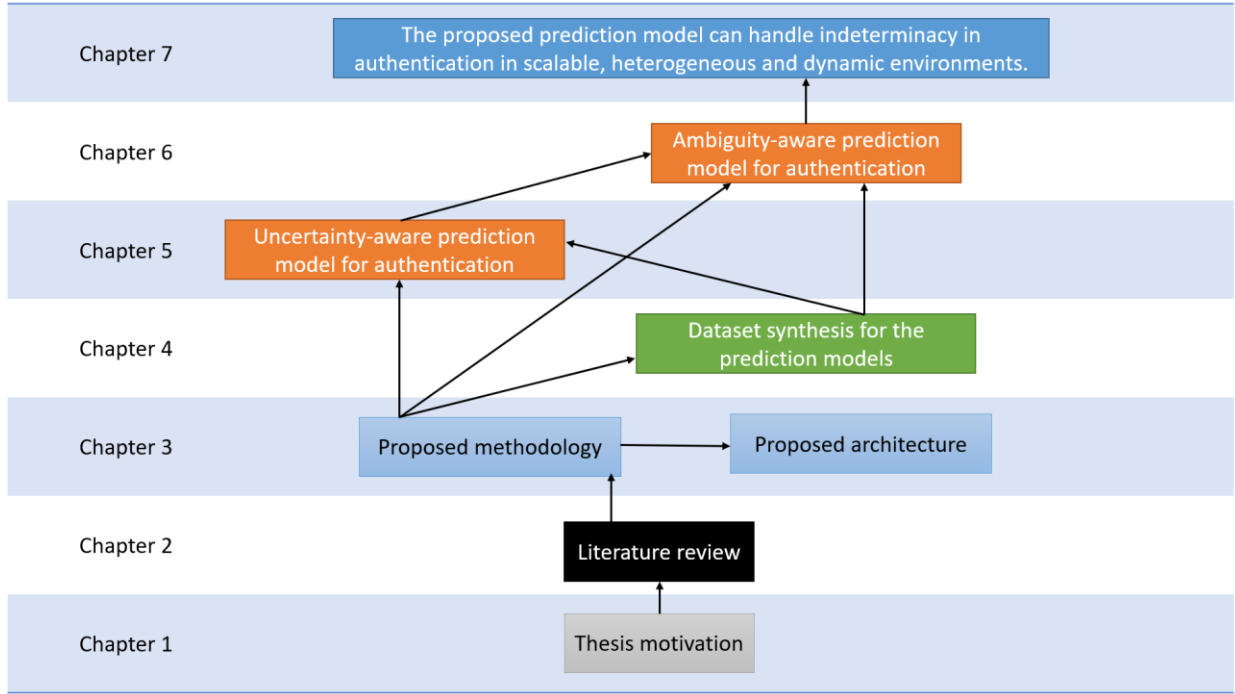 Chapter 7
The proposed prediction model can handle indeterminacy in
authentication in scalable, heterogeneous and dynamic environments.
Chapter 6
Ambiguity-aware prediction
model for authentication
Chapter 5
Uncertainty-aware prediction
model for authentication
Chapter 4
Dataset synthesis for the
prediction models
Chapter 3
Proposed methodology
Proposed architecture
Chapter 2
Literature review
Chapter 1
Thesis motivation